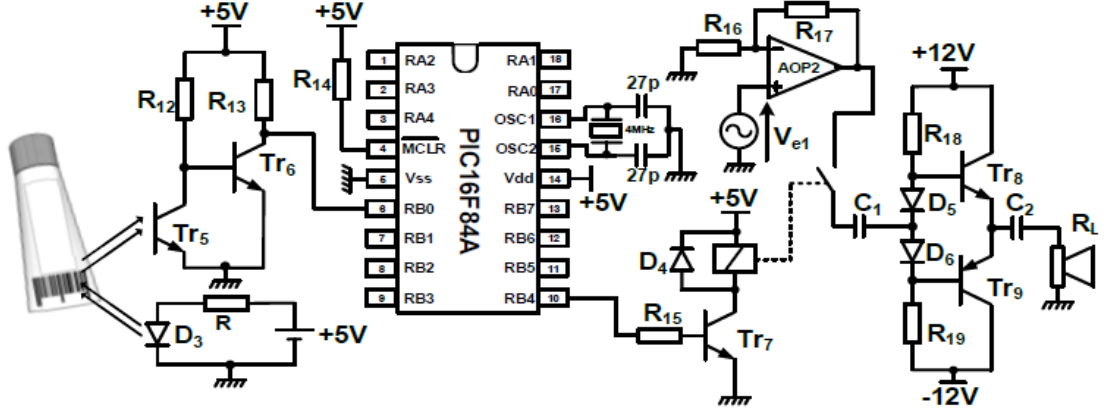 +5V
R12
R13
Tr6
Tr5
D3
R
+5V
+5V
R14
PIC16F84A
1 RA2
2 RA3
3 RA4
4 MCLR
5 Vss
6 RB0
7 RB1
8 RB2
9 RB3
RA1 18
RA0 17
OSC1 16
OSC2 15
Vdd 14
RB7 13
RB6 12
RB5 11
RB4 10
27p
4MHz
27p
+5V
R15
+5V
D4
Tr7
R16
R17
AOP2
Ve1
C1
+12V
R18
Tr8
D5
D6
C2
RL
Tr9
R19
-12V